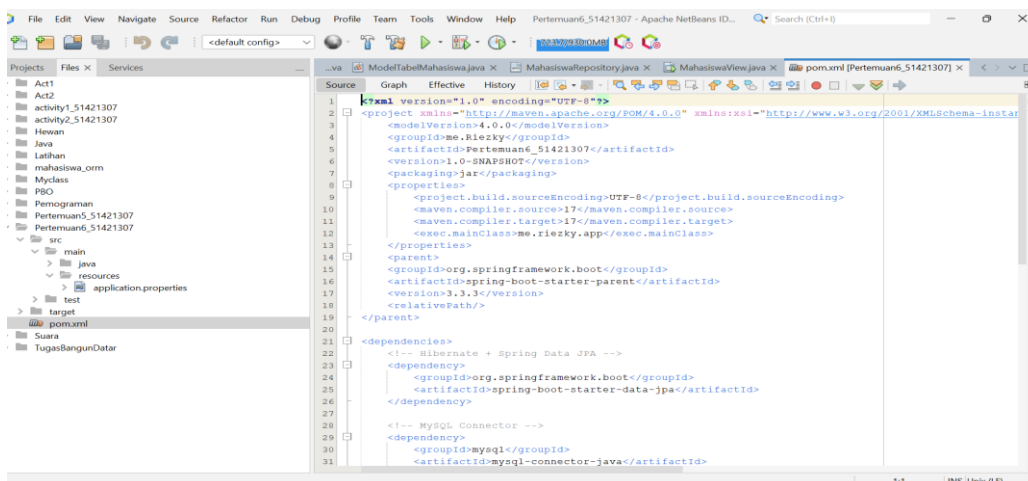 File Edit View Navigate Source Refactor Run Debug Profile Team Tools Window Help Pertemuan6_51421307 - Apache NetBeans ID... Search (Ctrl+I)
<default config>
Projects Files × Services
...va ModelTabelMahasiswa.java × MahasiswaRepository.java × MahasiswaView.java × pom.xml [Pertemuan6_51421307] ×
Source Graph Effective History
Act1
Act2
activity1_51421307
activity2_51421307
Hewan
Java
Latihan
mahasiswa_orm
Myclass
PBO
Pemograman
Pertemuan5_51421307
Pertemuan6_51421307
src
main
java
resources
application.properties
test
target
pom.xml
Suara
TugasBangunDatar
1 <?xml version="1.0" encoding="UTF-8"?>
2 <project xmlns="http://maven.apache.org/POM/4.0.0" xmlns:xsi="http://www.w3.org/2001/XMLSchema-instan
3 <modelVersion>4.0.0</modelVersion>
4 <groupId>me.Riezky</groupId>
5 <artifactId>Pertemuan6_51421307</artifactId>
6 <version>1.0-SNAPSHOT</version>
7 <packaging>jar</packaging>
8 <properties>
9 <project.build.sourceEncoding>UTF-8</project.build.sourceEncoding>
10 <maven.compiler.source>17</maven.compiler.source>
11 <maven.compiler.target>17</maven.compiler.target>
12 <exec.mainClass>me.riezky.app</exec.mainClass>
13 </properties>
14 <parent>
15 <groupId>org.springframework.boot</groupId>
16 <artifactId>spring-boot-starter-parent</artifactId>
17 <version>3.3.3</version>
18 <relativePath/>
19 </parent>
20
21 <dependencies>
22 <!-- Hibernate + Spring Data JPA -->
23 <dependency>
24 <groupId>org.springframework.boot</groupId>
25 <artifactId>spring-boot-starter-data-jpa</artifactId>
26 </dependency>
27
28 <!-- MySQL Connector -->
29 <dependency>
30 <groupId>mysql</groupId>
31 <artifactId>mysql-connector-java</artifactId>